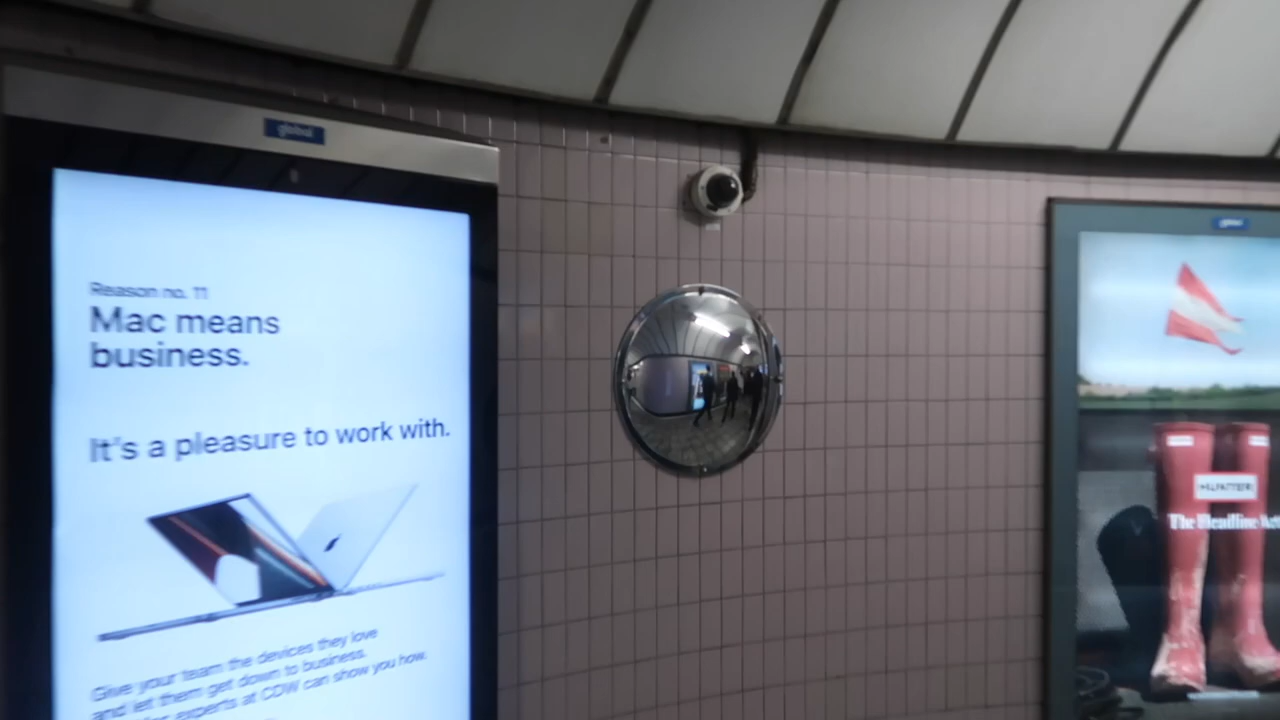 global
Reason no. 11
Mac means
business.
It's a pleasure to work with.
Give your team the devices they love
and let them get down to business.
experts at CDW can show you how.
global
HUNTER
The Headline